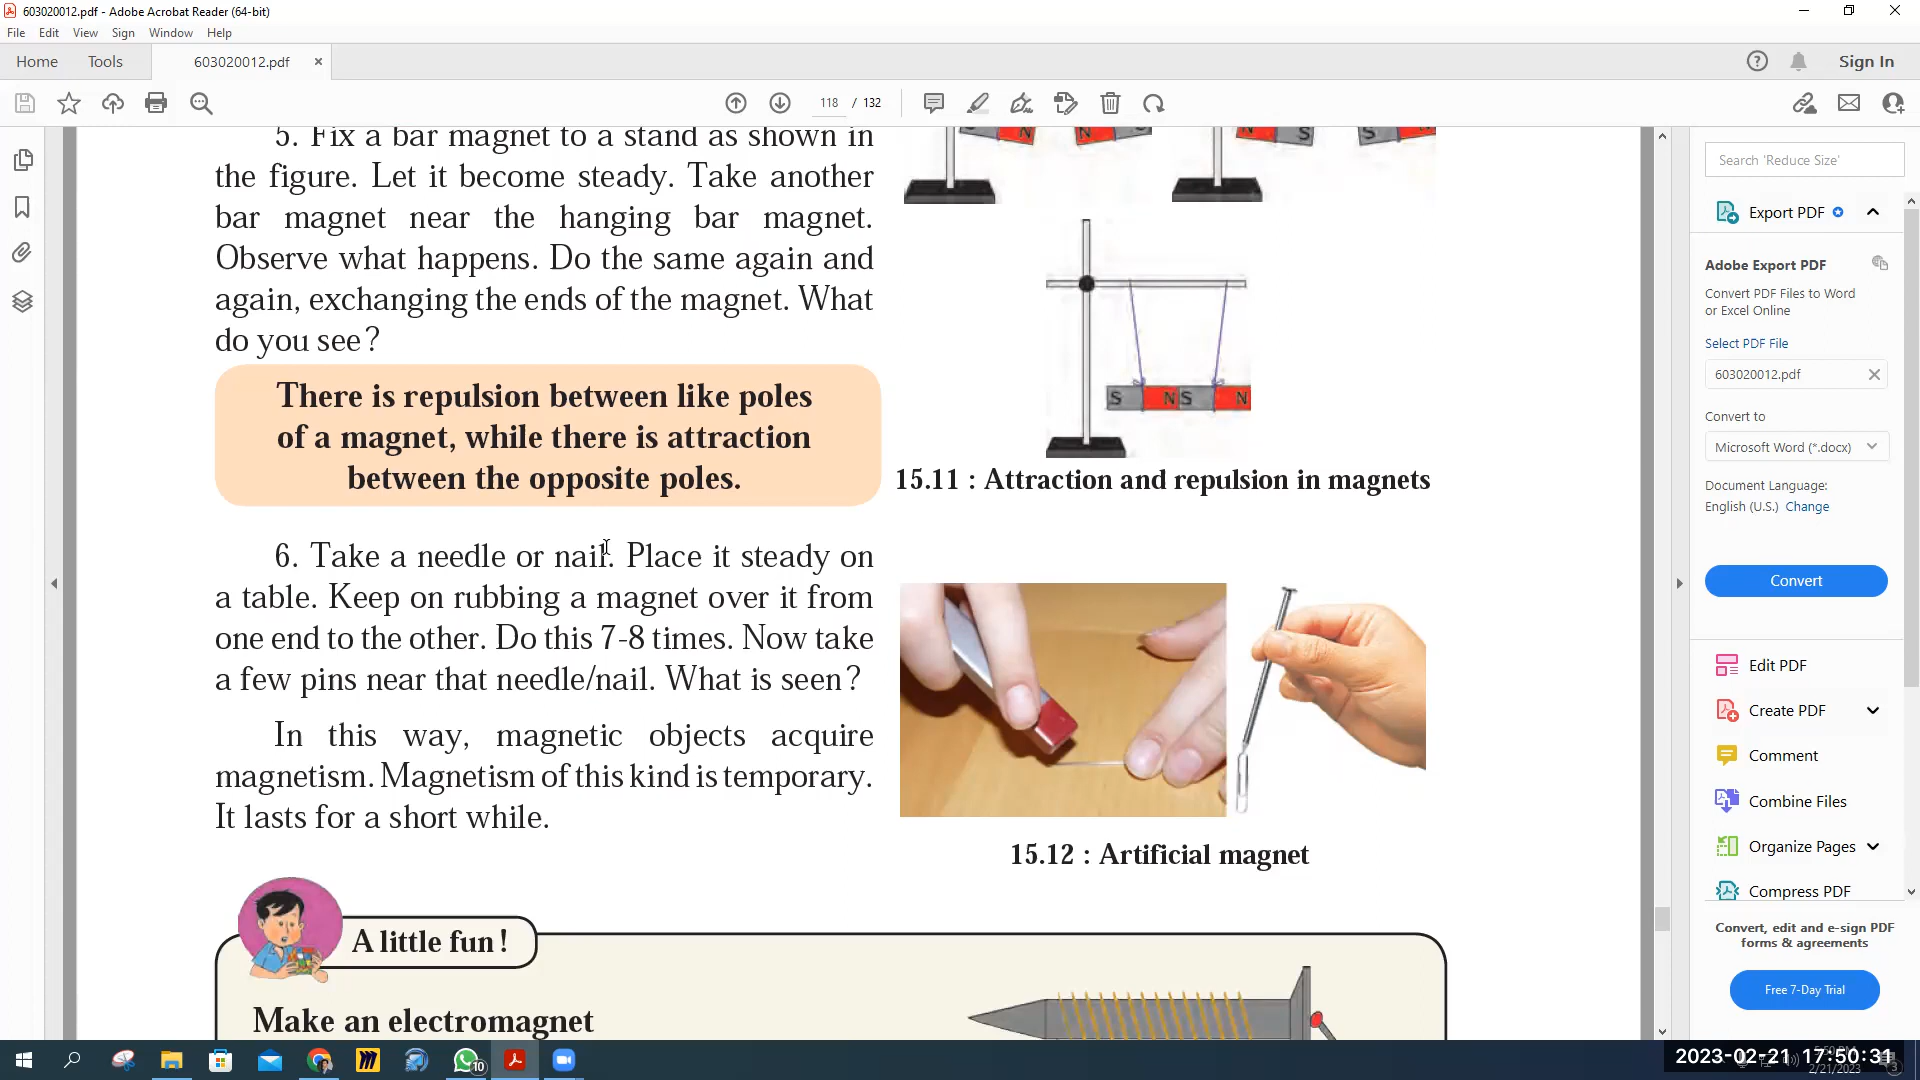 603020012.pdf - Adobe Acrobat Reader (64-bit)
File Edit View Sign Window Help
Home Tools 603020012.pdf × Sign In
118 / 132
5. Fix a bar magnet to a stand as shown in
the figure. Let it become steady. Take another
bar magnet near the hanging bar magnet.
Observe what happens. Do the same again and
again, exchanging the ends of the magnet. What
do you see?
There is repulsion between like poles
of a magnet, while there is attraction
between the opposite poles.
6. Take a needle or nail. Place it steady on
a table. Keep on rubbing a magnet over it from
one end to the other. Do this 7-8 times. Now take
a few pins near that needle/nail. What is seen?
In this way, magnetic objects acquire
magnetism. Magnetism of this kind is temporary.
It lasts for a short while.
A little fun!
Make an electromagnet
N N S
S N S N
15.11 : Attraction and repulsion in magnets
15.12 : Artificial magnet
Search 'Reduce Size'
Export PDF
Adobe Export PDF
Convert PDF Files to Word
or Excel Online
Select PDF File
603020012.pdf
Convert to
Microsoft Word (*.docx)
Document Language:
English (U.S.) Change
Convert
Edit PDF
Create PDF
Comment
Combine Files
Organize Pages
Compress PDF
Convert, edit and e-sign PDF
forms & agreements
Free 7-Day Trial
10
2023-02-21 17:50:31
2/21/2023